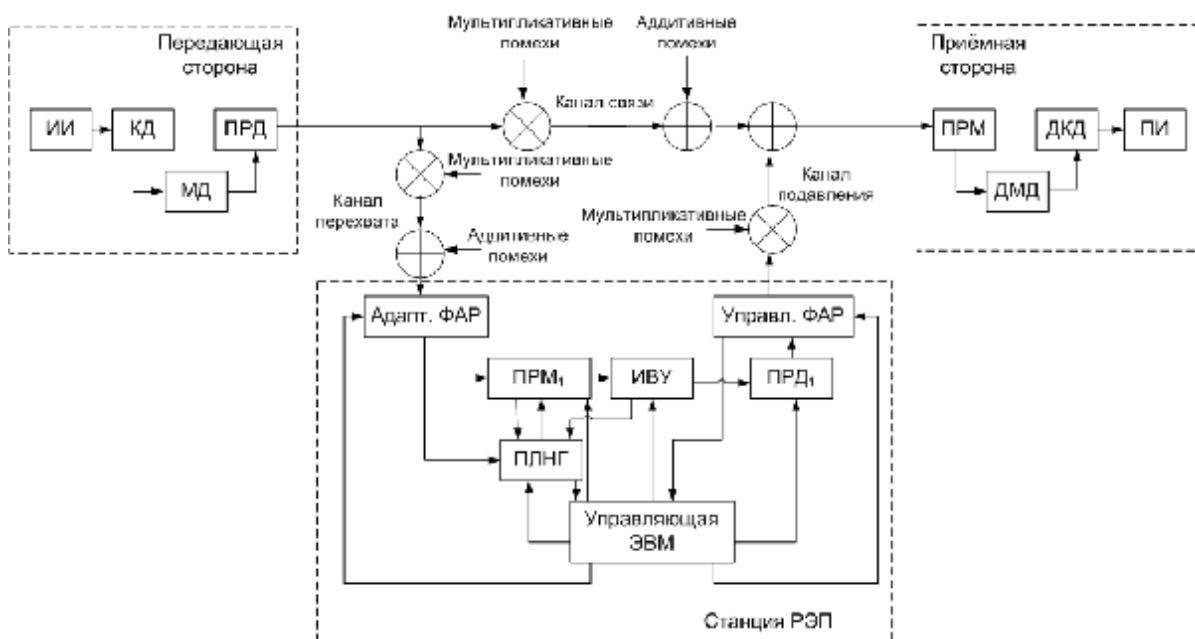 Мультипликативные
помехи
Аддитивные
помехи
Передающая
сторона
Приёмная
сторона
Канал связи
ИИ
КД
ПРД
ПРМ
ДКД
ПИ
МД
ДМД
Мультипликативные
помехи
Канал
перехвата
Аддитивные
помехи
Канал
подавления
Мультипликативные
помехи
Адапт. ФАР
Управл. ФАР
ПРМ₁
ИВУ
ПРД₁
ПЛНГ
Управляющая
ЭВМ
Станция РЭП